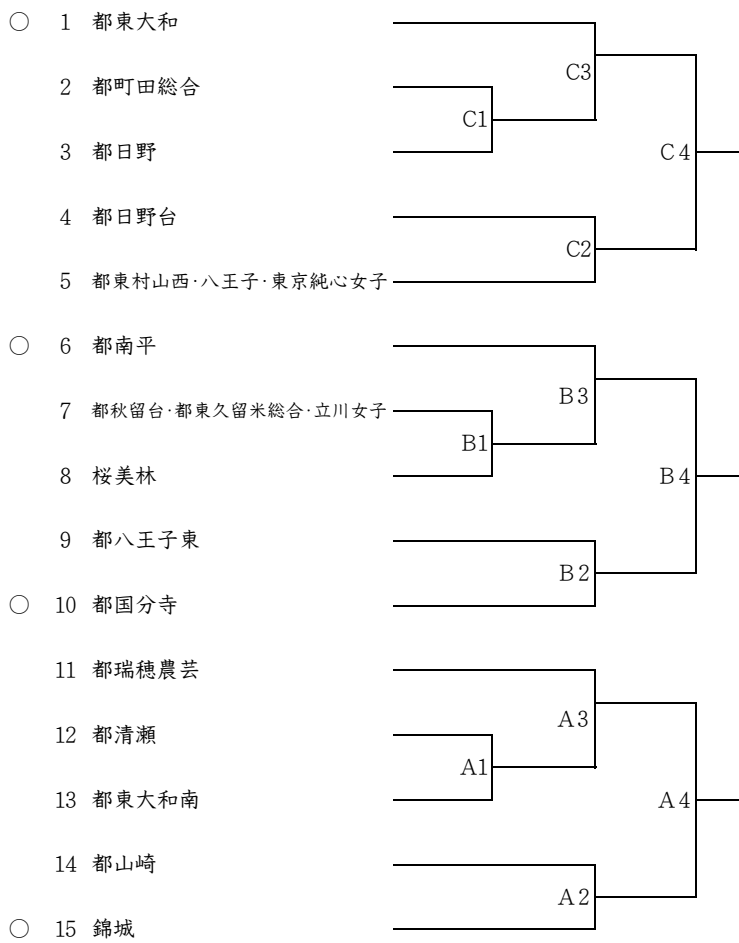 ○ 1 都東大和
C3
2 都町田総合
C1
3 都日野
C4
4 都日野台
C2
5 都東村山西・八王子・東京純心女子
○ 6 都南平
B3
7 都秋留台・都東久留米総合・立川女子
B1
8 桜美林
B4
9 都八王子東
B2
○ 10 都国分寺
11 都瑞穂農芸
A3
12 都清瀬
A1
13 都東大和南
A4
14 都山崎
A2
○ 15 錦城